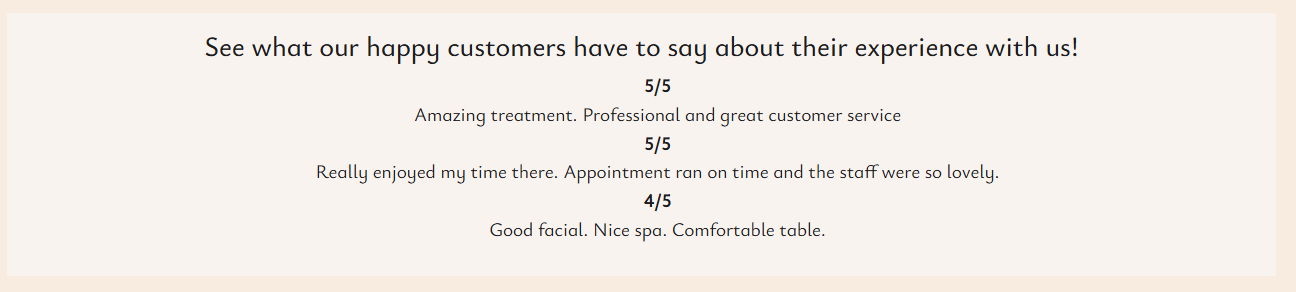 See what our happy customers have to say about their experience with us!
5/5
Amazing treatment. Professional and great customer service
5/5
Really enjoyed my time there. Appointment ran on time and the staff were so lovely.
4/5
Good facial. Nice spa. Comfortable table.